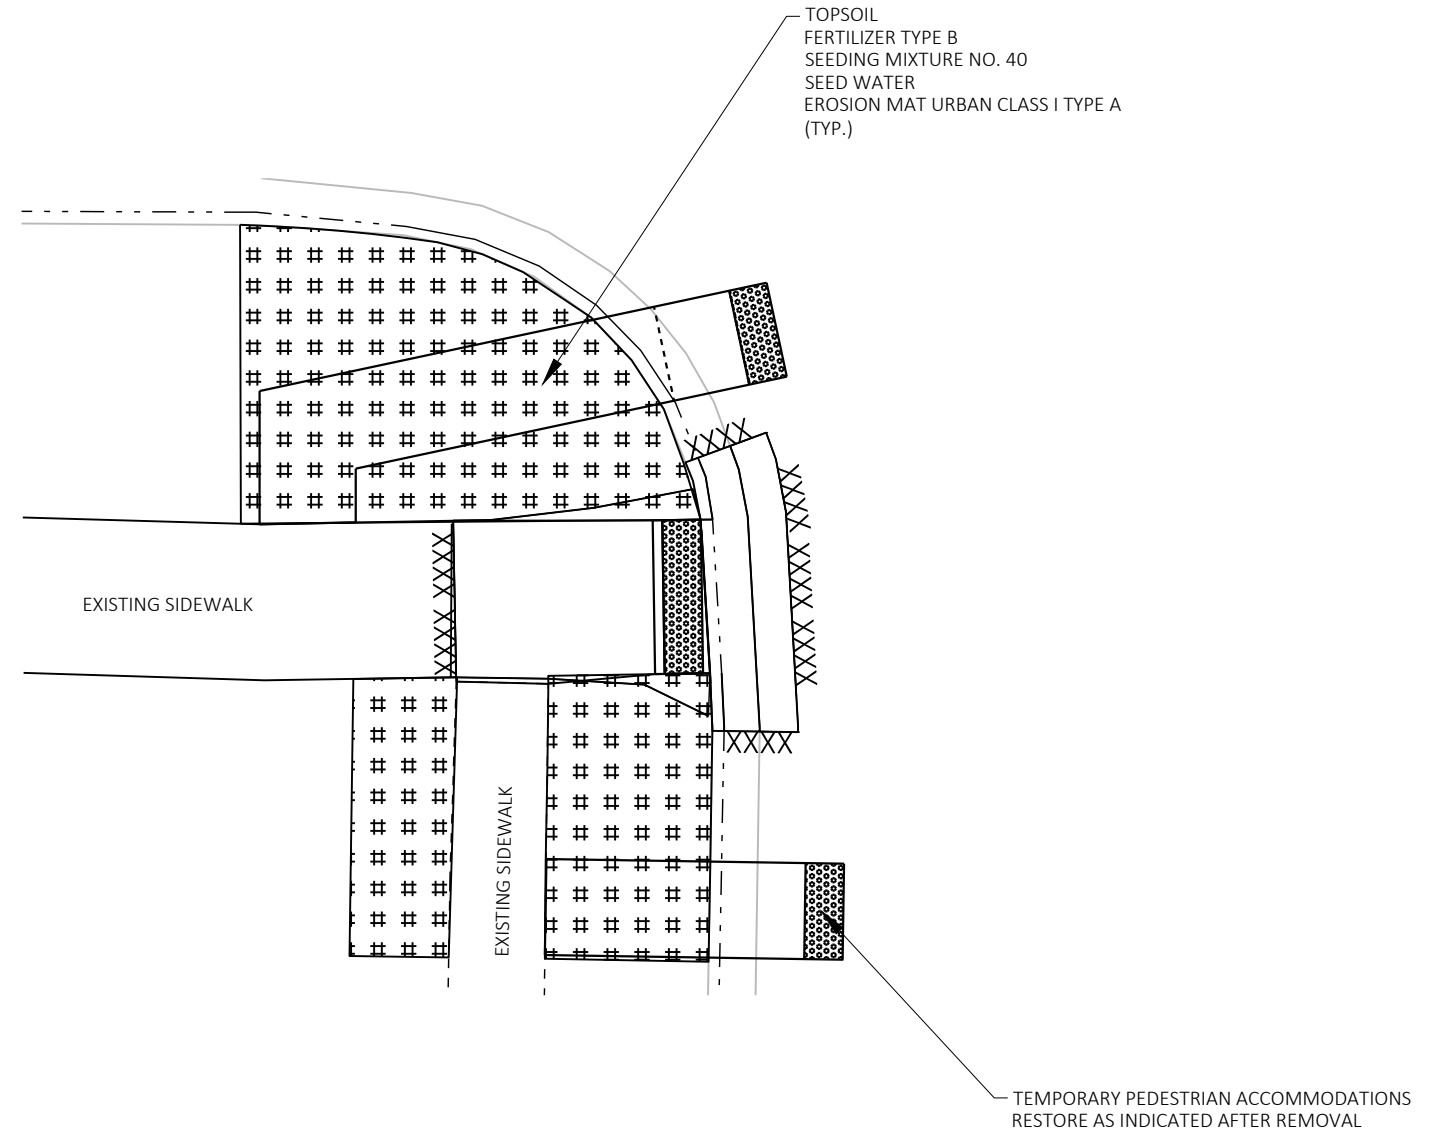 TOPSOIL
FERTILIZER TYPE B
SEEDING MIXTURE NO. 40
SEED WATER
EROSION MAT URBAN CLASS I TYPE A
(TYP.)
EXISTING SIDEWALK
EXISTING SIDEWALK
TEMPORARY PEDESTRIAN ACCOMMODATIONS
RESTORE AS INDICATED AFTER REMOVAL